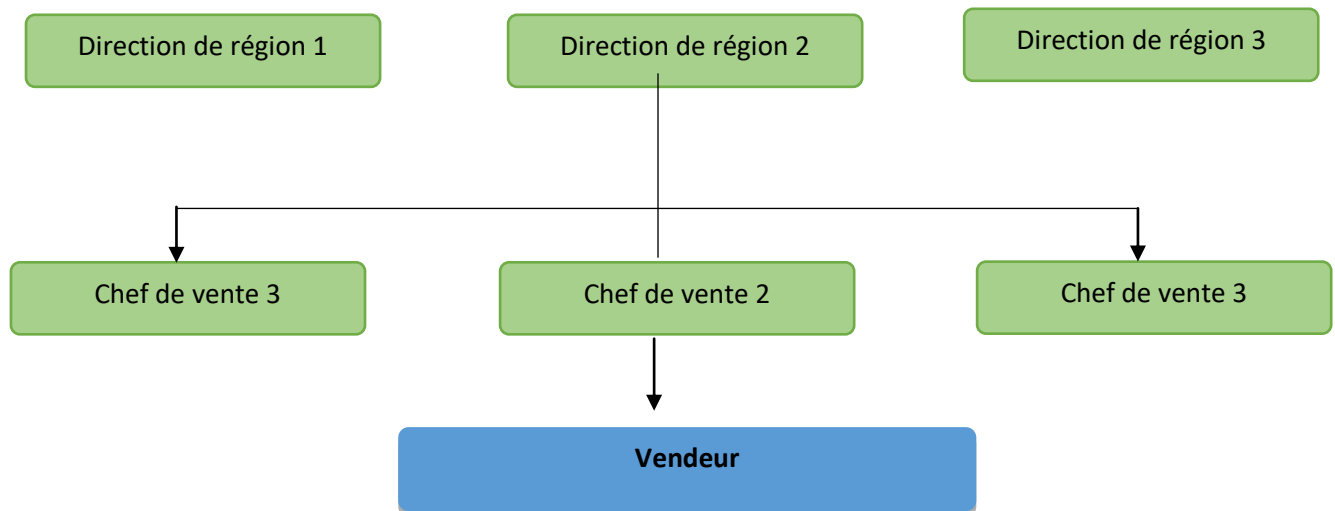 Direction de région 1
Direction de région 2
Direction de région 3
Chef de vente 3
Chef de vente 2
Chef de vente 3
Vendeur